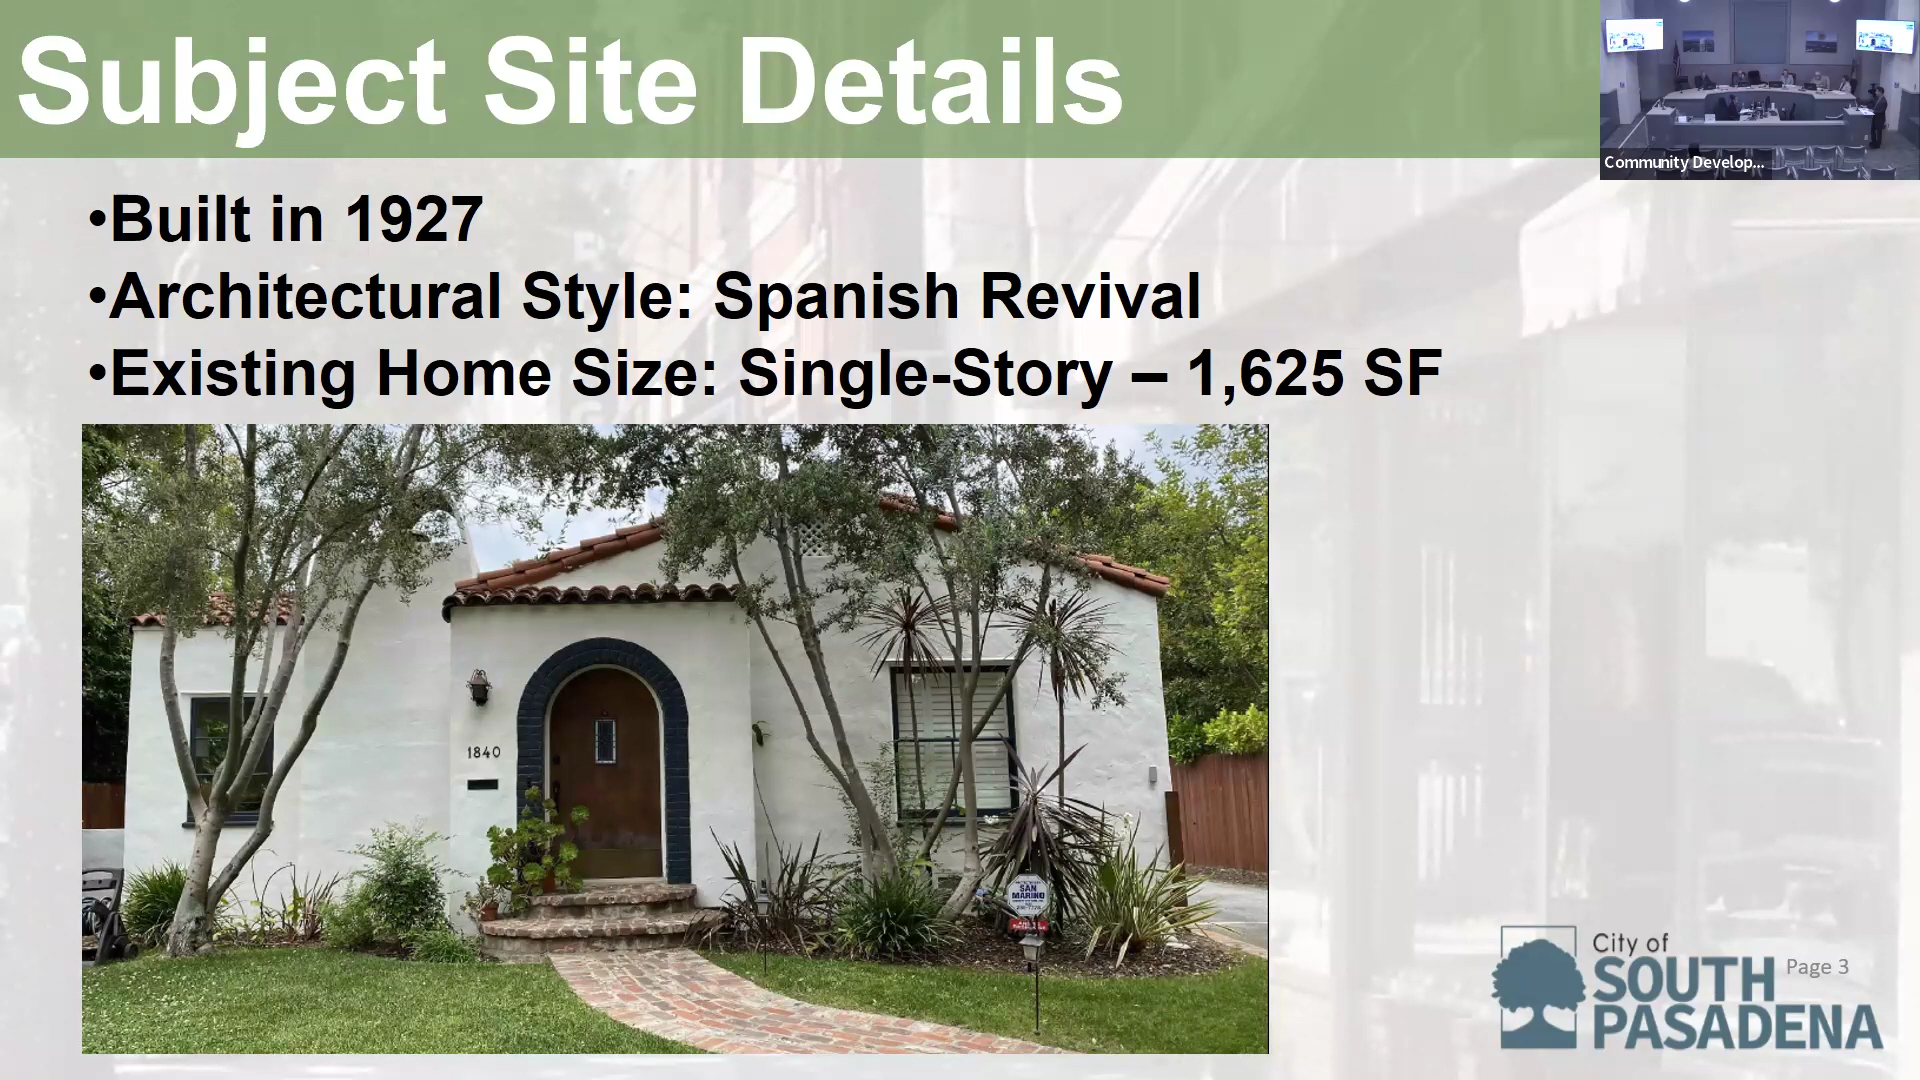 Subject Site Details
Community Develop...
•Built in 1927
•Architectural Style: Spanish Revival
•Existing Home Size: Single-Story – 1,625 SF
1840
SAN
MARINO
City of
SOUTH
PASADENA
Page 3